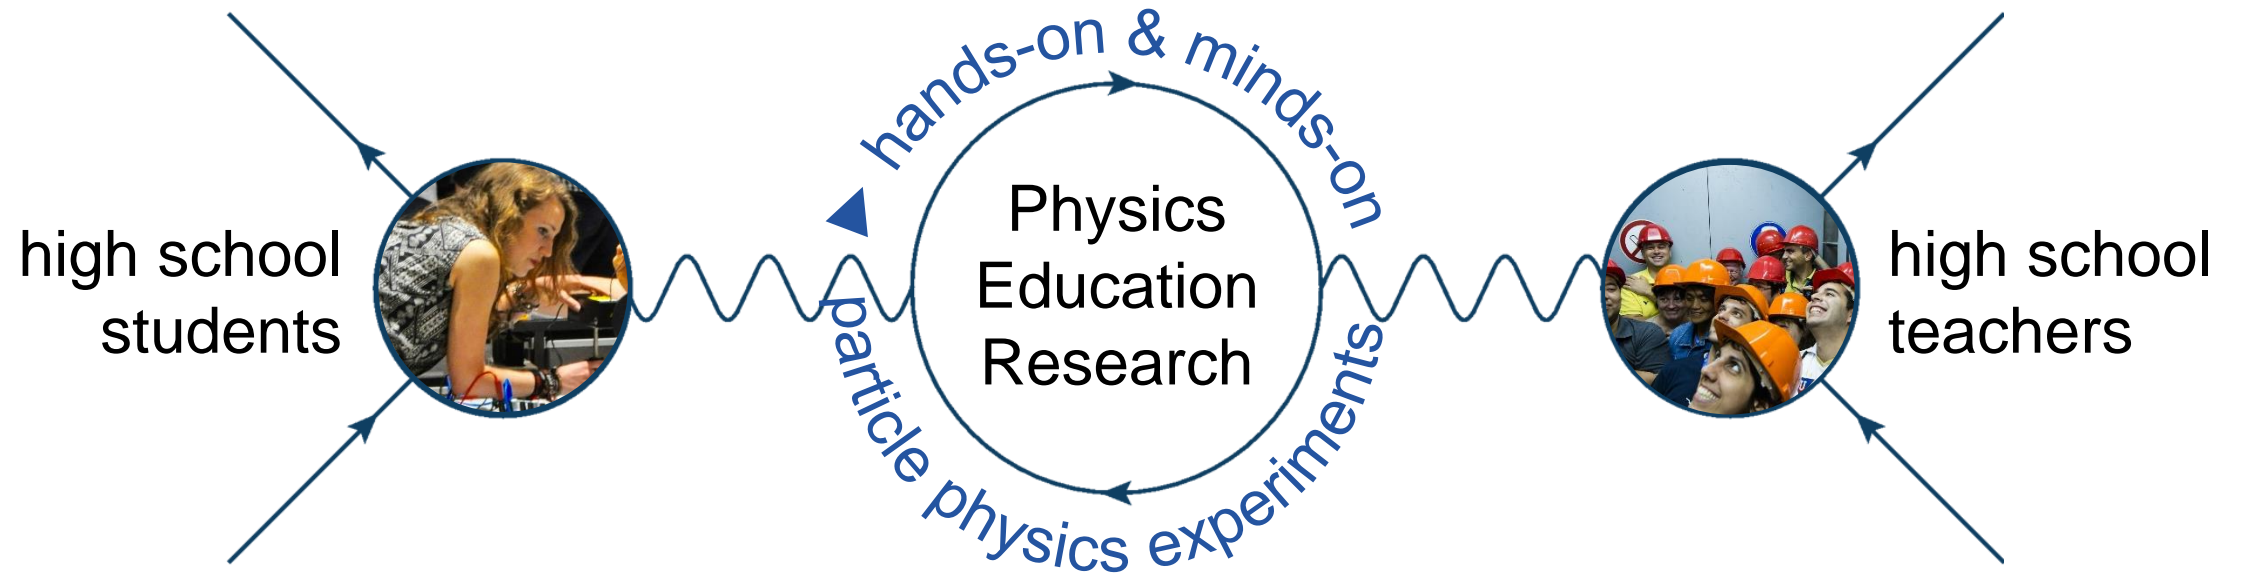 high school
students
hands-on & minds-on
Physics
Education
Research
particle physics experiments
high school
teachers